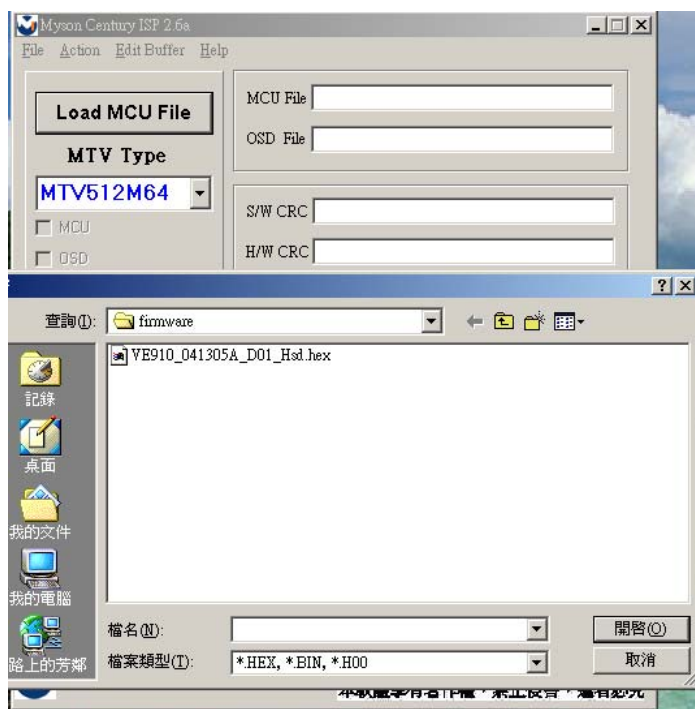 Myson Century ISP 2.6a
File Action Edit Buffer Help
Load MCU File
MTV Type
MTV512M64
MCU
OSD
MCU File
OSD File
S/W CRC
H/W CRC
查詢(I):
firmware
VE910_041305A_D01_Hsd.hex
記錄
桌面
我的文件
我的電腦
路上的芳鄰
檔名(N):
開啓(O)
檔案類型(T):
*.HEX, *.BIN, *.H00
取消